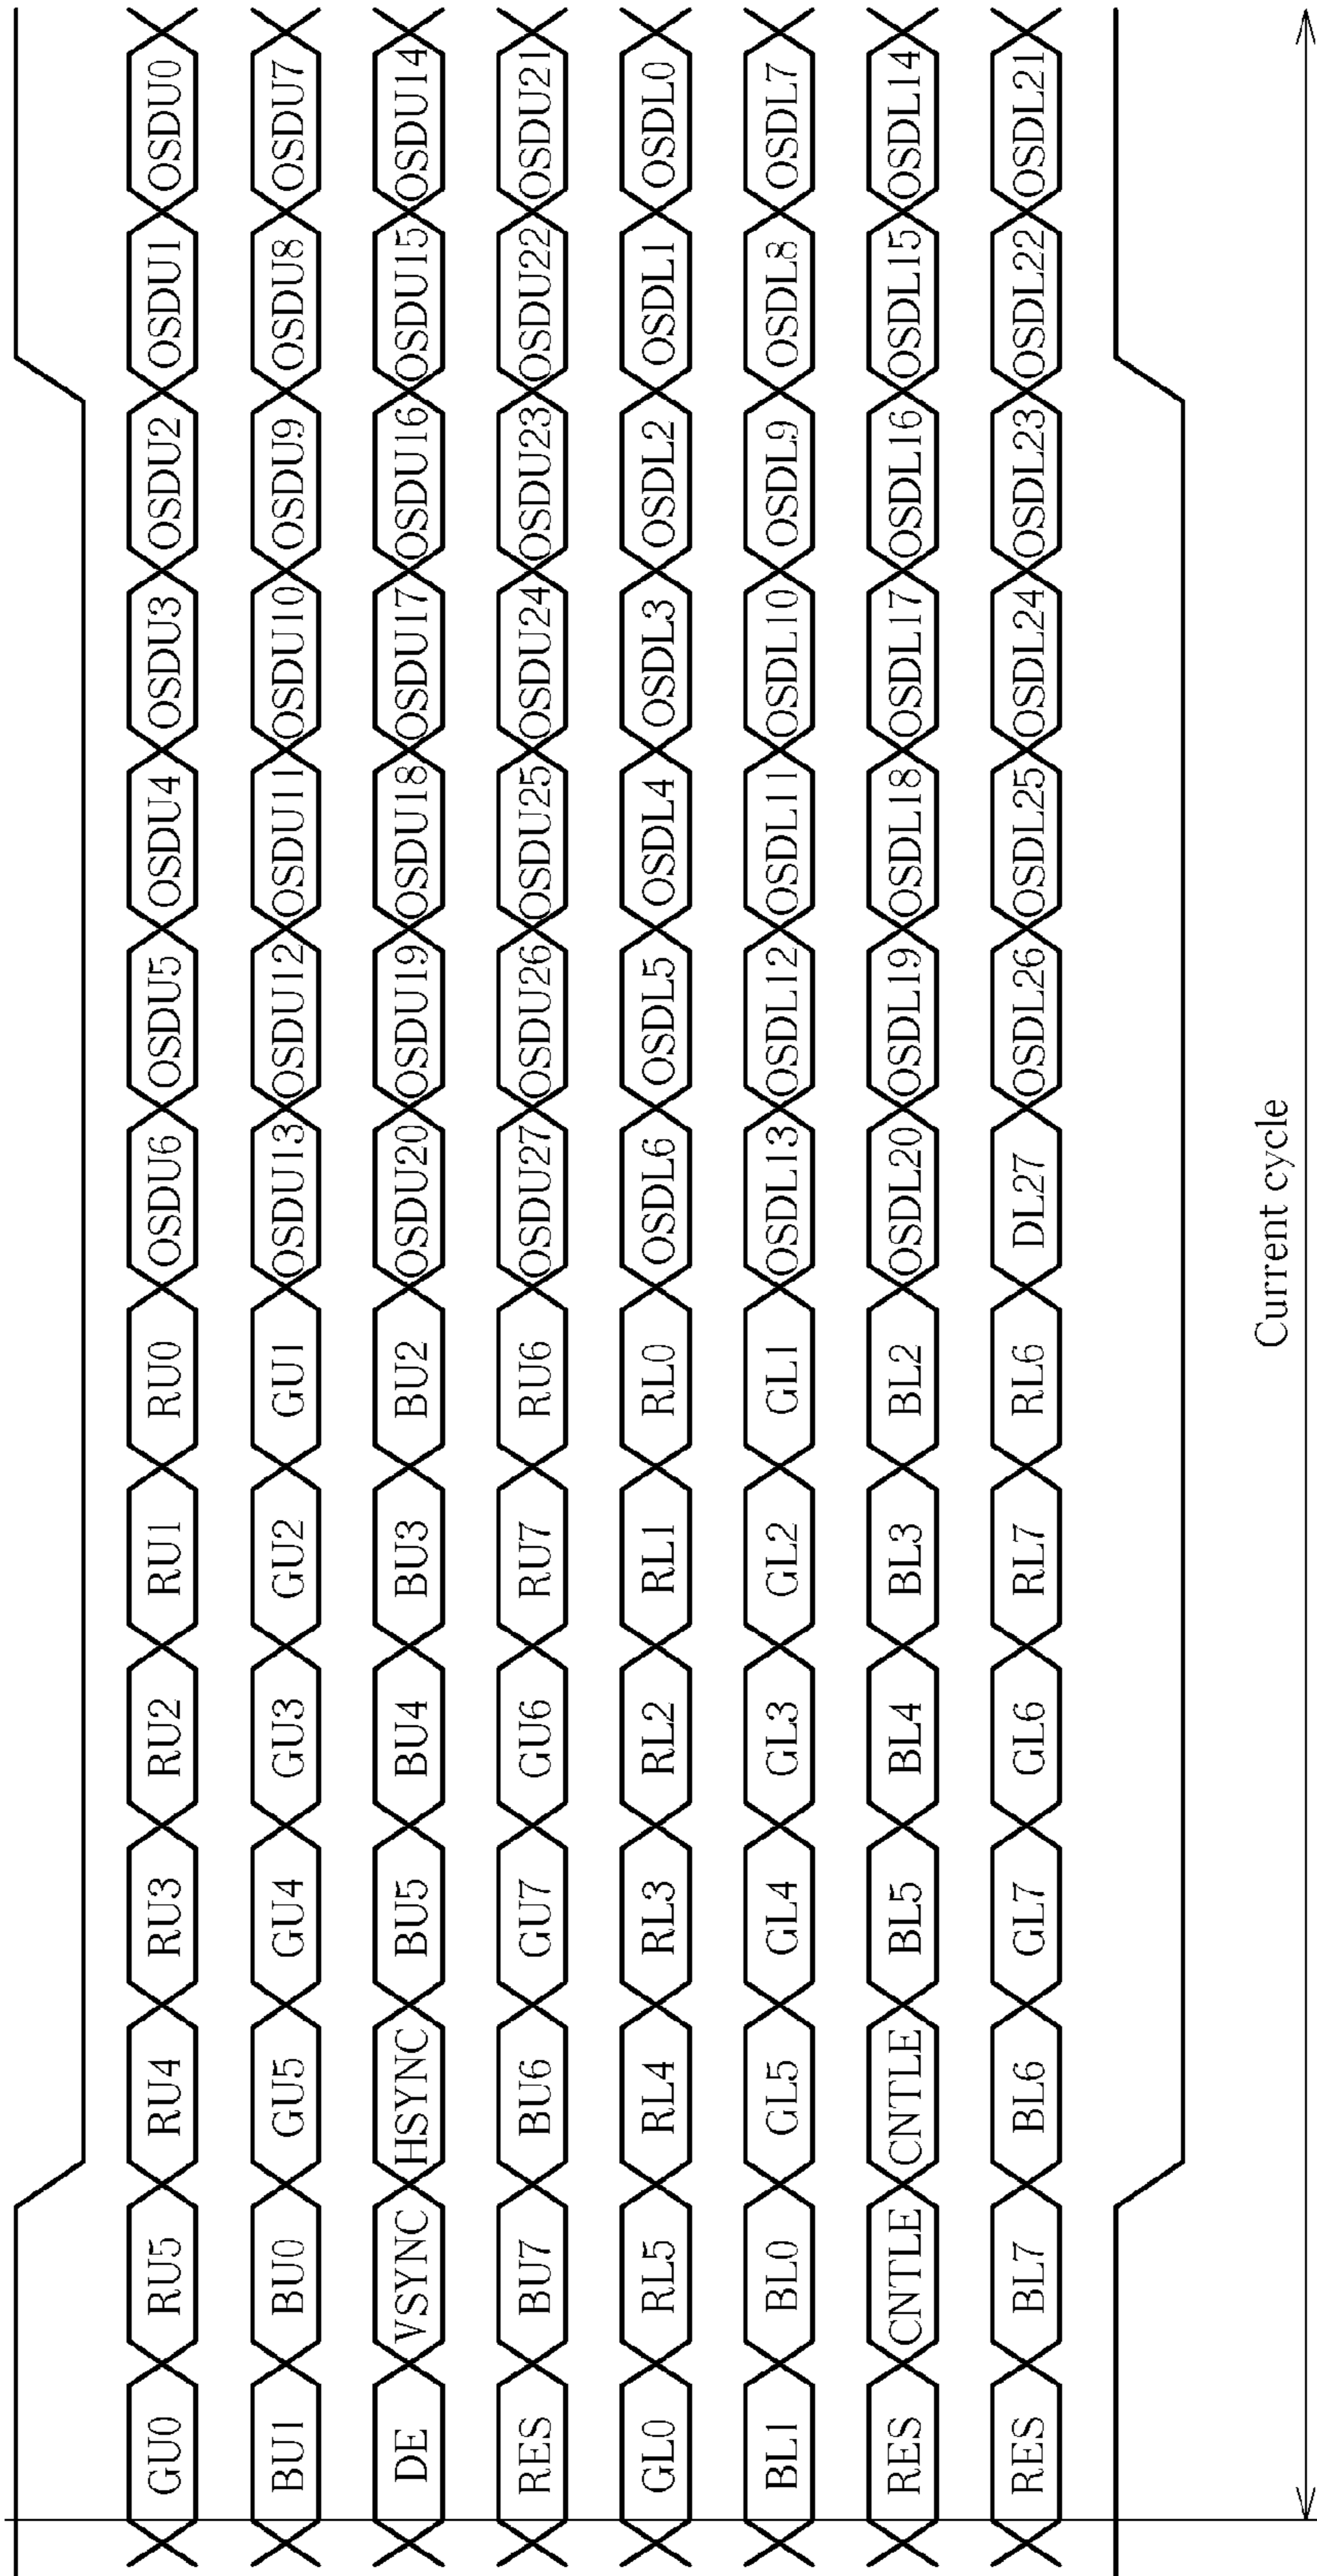 GU0 RU5 RU4 RU3 RU2 RU1 RU0 OSDU6 OSDU5 OSDU4 OSDU3 OSDU2 OSDU1 OSDU0
BU1 BU0 GU5 GU4 GU3 GU2 GU1 OSDU13 OSDU12 OSDU11 OSDU10 OSDU9 OSDU8 OSDU7
DE VSYNC HSYNC BU5 BU4 BU3 BU2 OSDU20 OSDU19 OSDU18 OSDU17 OSDU16 OSDU15 OSDU14
RES BU7 BU6 GU7 GU6 RU7 RU6 OSDU27 OSDU26 OSDU25 OSDU24 OSDU23 OSDU22 OSDU21
GL0 RL5 RL4 RL3 RL2 RL1 RL0 OSDL6 OSDL5 OSDL4 OSDL3 OSDL2 OSDL1 OSDL0
BL1 BL0 GL5 GL4 GL3 GL2 GL1 OSDL13 OSDL12 OSDL11 OSDL10 OSDL9 OSDL8 OSDL7
RES CNTLE CNTLE BL5 BL4 BL3 BL2 OSDL20 OSDL19 OSDL18 OSDL17 OSDL16 OSDL15 OSDL14
RES BL7 BL6 GL7 GL6 RL7 RL6 DL27 OSDL26 OSDL25 OSDL24 OSDL23 OSDL22 OSDL21
Current cycle